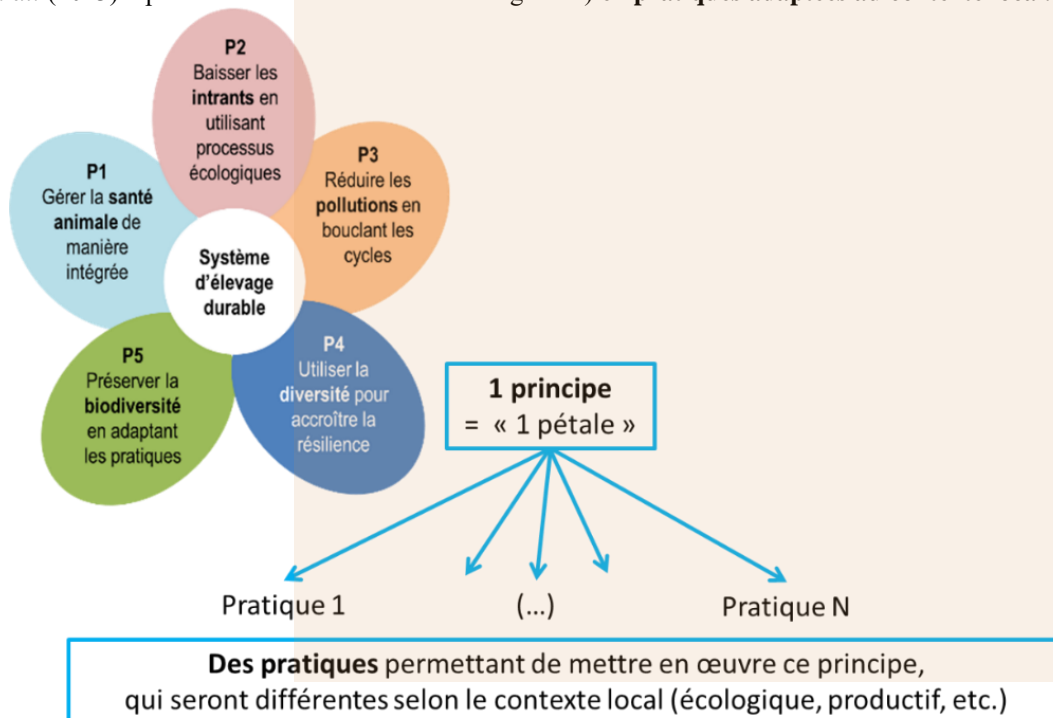 P2
Baisser les
intrants en
utilisant
processus
écologiques
P1
Gérer la santé
animale de
manière
intégrée
P3
Réduire les
pollutions en
bouclant les
cycles
Système
d'élevage
durable
P5
Préserver la
biodiversité
en adaptant
les pratiques
P4
Utiliser la
diversité pour
accroître la
résilience
1 principe
= « 1 pétale »
Pratique 1 (...) Pratique N
Des pratiques permettant de mettre en œuvre ce principe,
qui seront différentes selon le contexte local (écologique, productif, etc.)